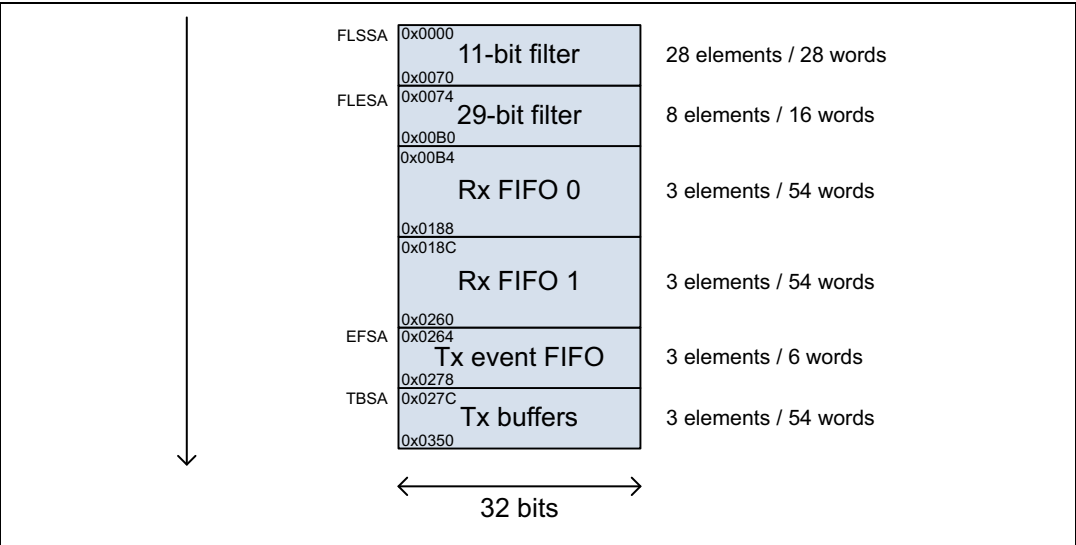 FLSSA 0x0000
11-bit filter 28 elements / 28 words
0x0070
FLESA 0x0074
29-bit filter 8 elements / 16 words
0x00B0
0x00B4
Rx FIFO 0 3 elements / 54 words
0x0188
0x018C
Rx FIFO 1 3 elements / 54 words
0x0260
EFSA 0x0264
Tx event FIFO 3 elements / 6 words
0x0278
TBSA 0x027C
Tx buffers 3 elements / 54 words
0x0350
32 bits